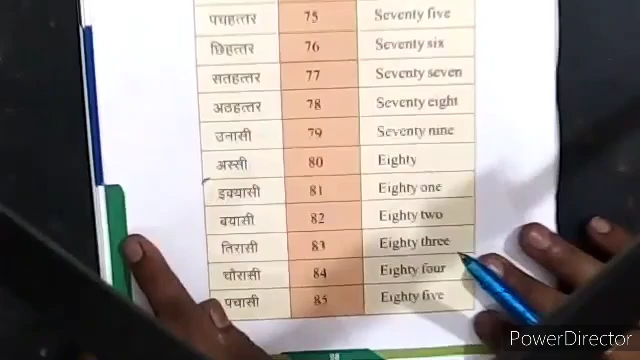 पचहत्तर 75 Seventy five
छिहत्तर 76 Seventy six
सतहत्तर 77 Seventy seven
अठहत्तर 78 Seventy eight
उनासी 79 Seventy nine
अस्सी 80 Eighty
इक्यासी 81 Eighty one
बयासी 82 Eighty two
तिरासी 83 Eighty three
चौरासी 84 Eighty four
पचासी 85 Eighty five
PowerDirector